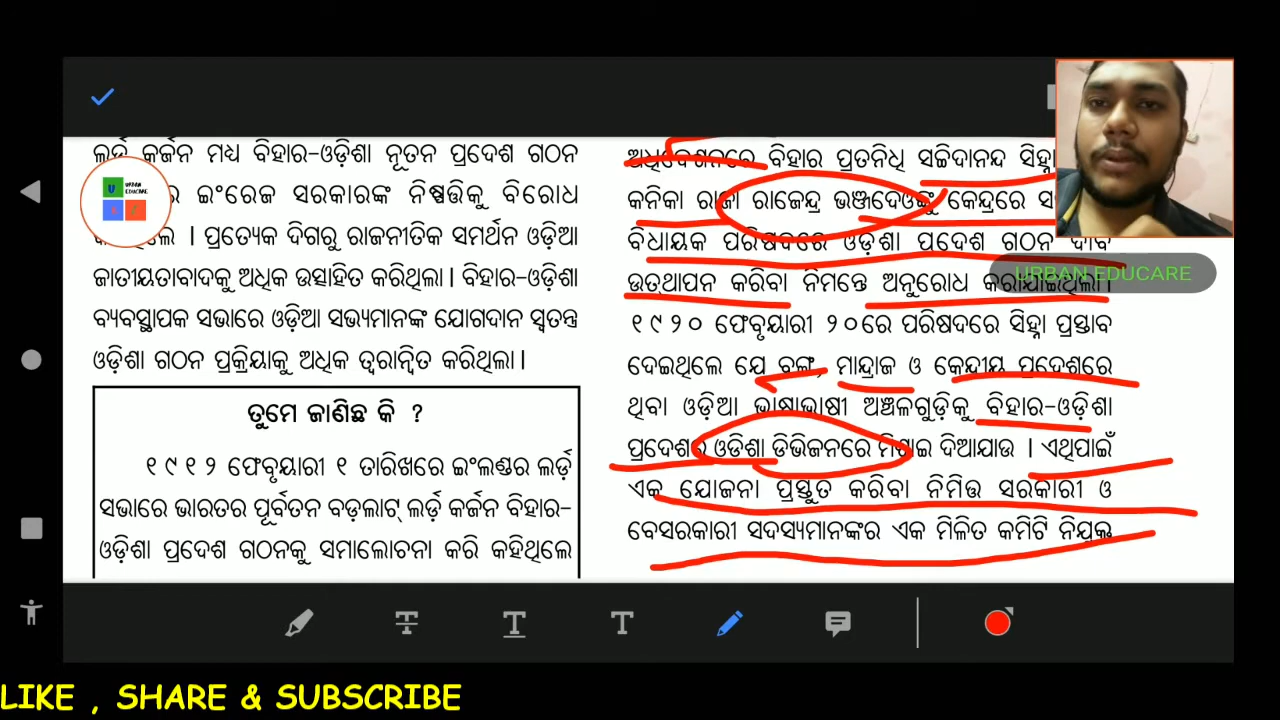 ଲର୍ଡ କର୍ଜନ ମଧ୍ୟ ବିହାର-ଓଡ଼ିଶା ନୂତନ ପ୍ରଦେଶ ଗଠନ
ଇଂରେଜ ସରକାରଙ୍କ ନିଷ୍ପତ୍ତିକୁ ବିରୋଧ
। ପ୍ରତ୍ୟେକ ଦିଗରୁ ରାଜନୀତିକ ସମର୍ଥନ ଓଡ଼ିଆ
ଜାତୀୟତାବାଦକୁ ଅଧିକ ଉତ୍ସାହିତ କରିଥିଲା । ବିହାର-ଓଡ଼ିଶା
ବ୍ୟବସ୍ଥାପକ ସଭାରେ ଓଡ଼ିଆ ସଭ୍ୟମାନଙ୍କ ଯୋଗଦାନ ସ୍ୱତନ୍ତ୍ର
ଓଡ଼ିଶା ଗଠନ ପ୍ରକ୍ରିୟାକୁ ଅଧିକ ତ୍ୱରାନ୍ୱିତ କରିଥିଲା ।
ତୁମେ ଜାଣିଛ କି ?
୧୯୧୨ ଫେବୃୟାରୀ ୧ ତାରିଖରେ ଇଂଲଣ୍ଡର ଲର୍ଡ଼
ସଭାରେ ଭାରତର ପୂର୍ବତନ ବଡ଼ଲାଟ୍ ଲର୍ଡ଼ କର୍ଜନ ବିହାର-
ଓଡ଼ିଶା ପ୍ରଦେଶ ଗଠନକୁ ସମାଲୋଚନା କରି କହିଥିଲେ
ଅଧିବେଶନରେ ବିହାର ପ୍ରତିନିଧି ସଚ୍ଚିଦାନନ୍ଦ ସିହ୍ନା
କନିକା ରାଜା ରାଜେନ୍ଦ୍ର ଭଞ୍ଜଦେଓଙ୍କୁ କେନ୍ଦ୍ରରେ
ବିଧାୟକ ପରିଷଦରେ ଓଡ଼ିଶା ପ୍ରଦେଶ ଗଠନ ଦାବି
ଉତ୍ଥାପନ କରିବା ନିମନ୍ତେ ଅନୁରୋଧ କରାଯାଇଥିଲା ।
୧୯୨୦ ଫେବୃୟାରୀ ୨୦ରେ ପରିଷଦରେ ସିହ୍ନା ପ୍ରସ୍ତାବ
ଦେଇଥିଲେ ଯେ ବଙ୍ଗ, ମାନ୍ଦ୍ରାଜ ଓ କେନ୍ଦ୍ରୀୟ ପ୍ରଦେଶରେ
ଥିବା ଓଡ଼ିଆ ଭାଷାଭାଷୀ ଅଞ୍ଚଳଗୁଡ଼ିକୁ ବିହାର-ଓଡ଼ିଶା
ପ୍ରଦେଶର ଓଡିଶା ଡିଭିଜନରେ ମିଶାଇ ଦିଆଯାଉ । ଏଥିପାଇଁ
ଏକ ଯୋଜନା ପ୍ରସ୍ତୁତ କରିବା ନିମିତ୍ତ ସରକାରୀ ଓ
ବେସରକାରୀ ସଦସ୍ୟମାନଙ୍କର ଏକ ମିଳିତ କମିଟି ନିଯୁକ୍ତ
URBAN EDUCARE
URBAN EDUCARE
LIKE , SHARE & SUBSCRIBE